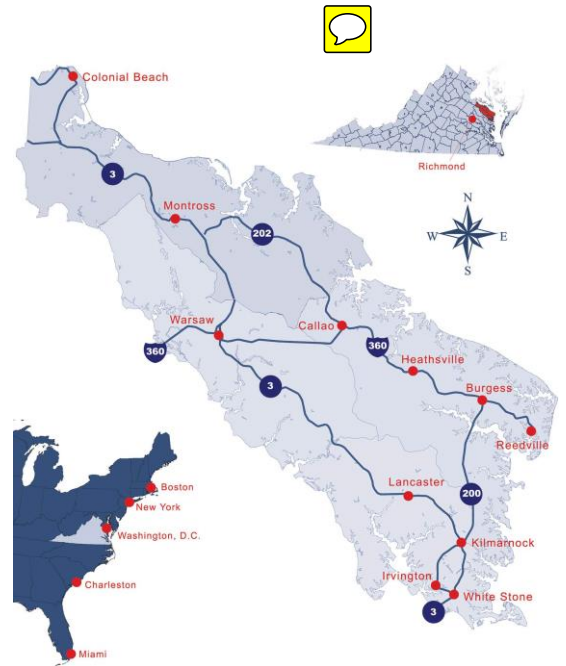 Colonial Beach
3
Montross
202
Richmond
N
W E
S
Warsaw
Callao
360
360
Heathsville
3
Burgess
Reedville
Lancaster
200
Boston
New York
Washington, D.C.
Kilmarnock
Irvington
White Stone
3
Charleston
Miami